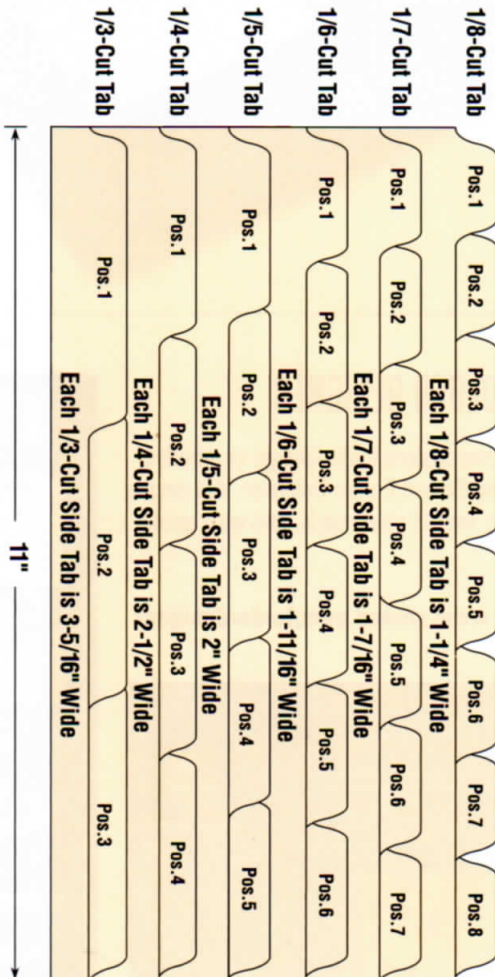 1/8-Cut Tab
Pos.1 Pos.2 Pos.3 Pos.4 Pos.5 Pos.6 Pos.7 Pos.8
Each 1/8-Cut Side Tab is 1-1/4" Wide
1/7-Cut Tab
Pos.1 Pos.2 Pos.3 Pos.4 Pos.5 Pos.6 Pos.7
Each 1/7-Cut Side Tab is 1-7/16" Wide
1/6-Cut Tab
Pos.1 Pos.2 Pos.3 Pos.4 Pos.5 Pos.6
Each 1/6-Cut Side Tab is 1-11/16" Wide
1/5-Cut Tab
Pos.1 Pos.2 Pos.3 Pos.4 Pos.5
Each 1/5-Cut Side Tab is 2" Wide
1/4-Cut Tab
Pos.1 Pos.2 Pos.3 Pos.4
Each 1/4-Cut Side Tab is 2-1/2" Wide
1/3-Cut Tab
Pos.1 Pos.2 Pos.3
Each 1/3-Cut Side Tab is 3-5/16" Wide
11"